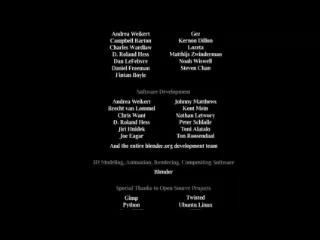 Andrea Weikert Gez
Campbell Barton Kernon Dillon
Charles Wardlaw Lozeta
D. Roland Hess Matthijs Zwinderman
Dan LeFebvre Noah Wiswell
Daniel Freeman Steven Chan
Fintan Boyle
Software Development
Andrea Weikert Johnny Matthews
Brecht van Lommel Kent Mein
Chris Want Nathan Letwory
D. Roland Hess Peter Schlaile
Jiri Hnidek Toni Alatalo
Joe Eagar Ton Roosendaal
And the entire blender.org development team
3D Modeling, Animation, Rendering, Compositing Software
Blender
Special Thanks to Open Source Projects
Gimp Twisted
Python Ubuntu Linux